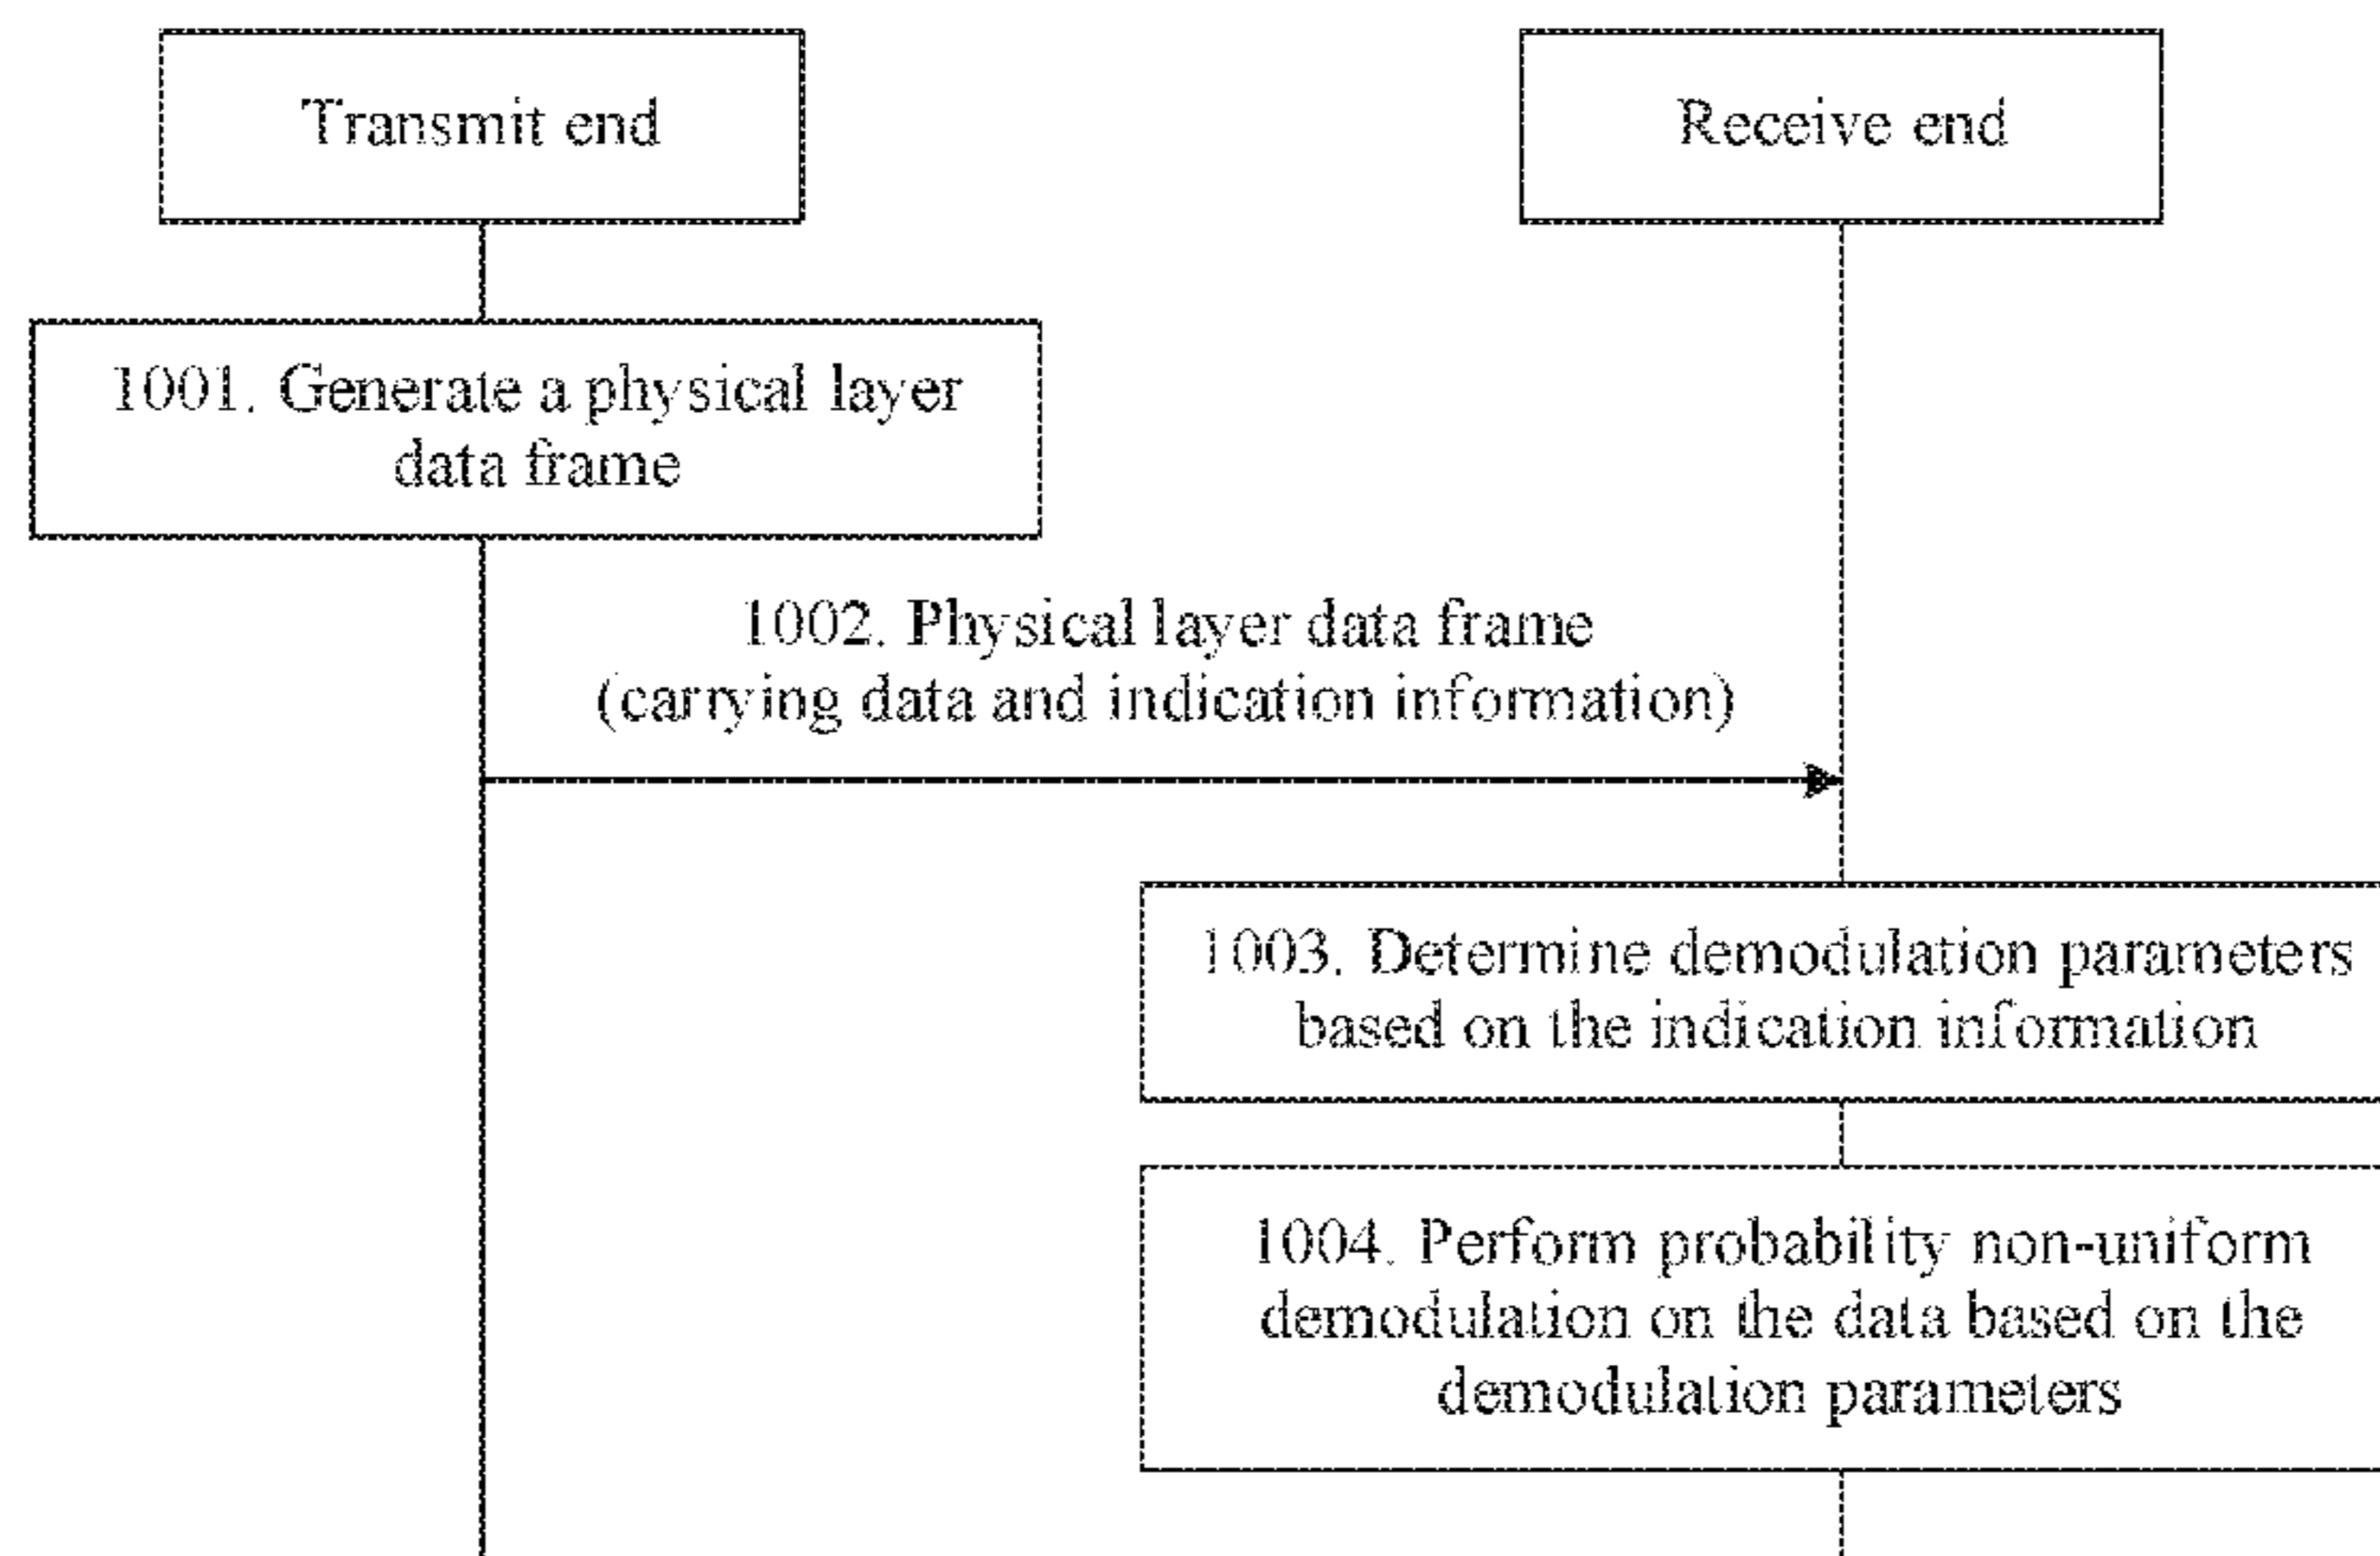 Transmit end
Receive end
1001. Generate a physical layer
data frame
1002. Physical layer data frame
(carrying data and indication information)
1003. Determine demodulation parameters
based on the indication information
1004. Perform probability non-uniform
demodulation on the data based on the
demodulation parameters